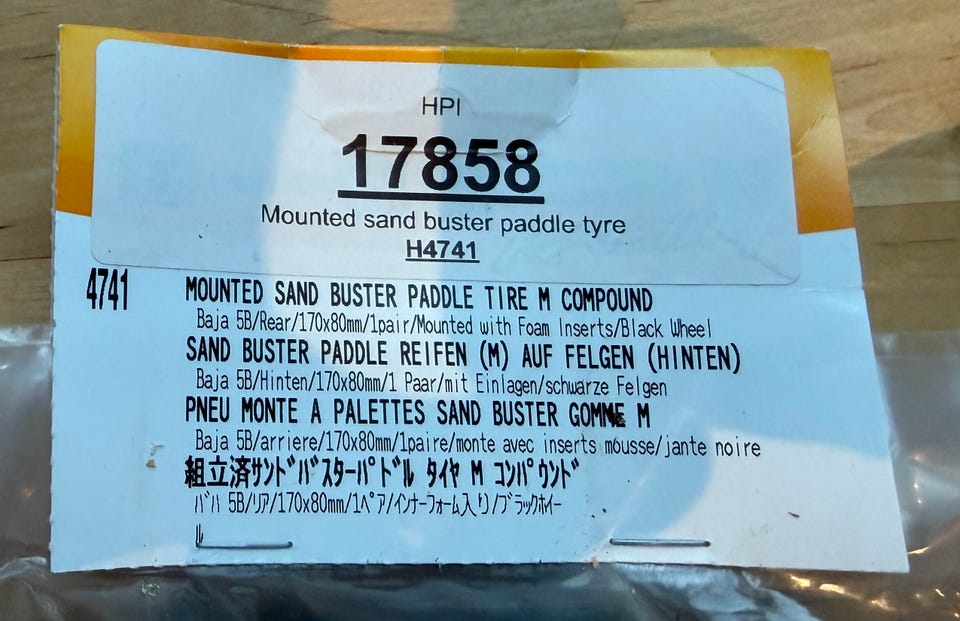 HPI
17858
Mounted sand buster paddle tyre
H4741
4741 MOUNTED SAND BUSTER PADDLE TIRE M COMPOUND
Baja 5B/Rear/170x80mm/1pair/Mounted with Foam Inserts/Black Wheel
SAND BUSTER PADDLE REIFEN (M) AUF FELGEN (HINTEN)
Baja 5B/Hinten/170x80mm/1 Paar/mit Einlagen/schwarze Felgen
PNEU MONTE A PALETTES SAND BUSTER GOMME M
Baja 5B/arriere/170x80mm/1paire/monte avec inserts mousse/jante noire
組立済サンドバスターパドル タイヤ M コンパウンド
ババ 5B/リア/170x80mm/1ペア/インナーフォーム入り/ブラックホイー
ル